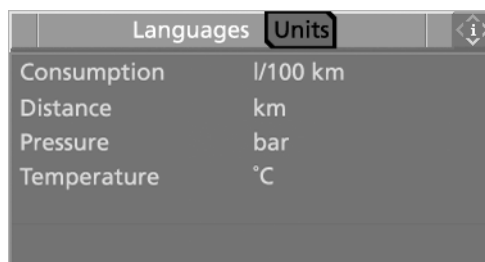 Languages Units i
Consumption l/100 km
Distance km
Pressure bar
Temperature °C